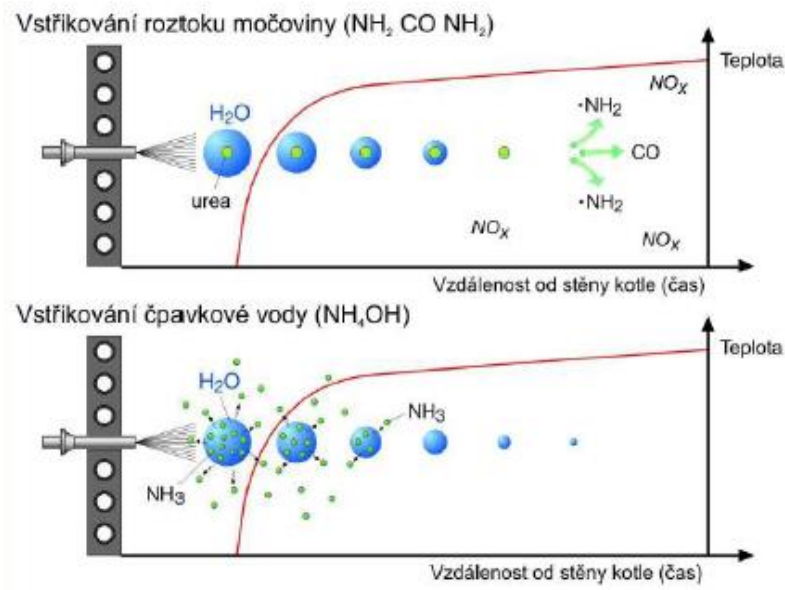 Vstřikování roztoku močoviny (NH₂ CO NH₂)
Teplota
NOX
H₂O
•NH₂
CO
urea
•NH₂
NOX
NOX
Vzdálenost od stěny kotle (čas)
Vstřikování čpavkové vody (NH₄OH)
Teplota
H₂O
NH₃
NH₃
Vzdálenost od stěny kotle (čas)